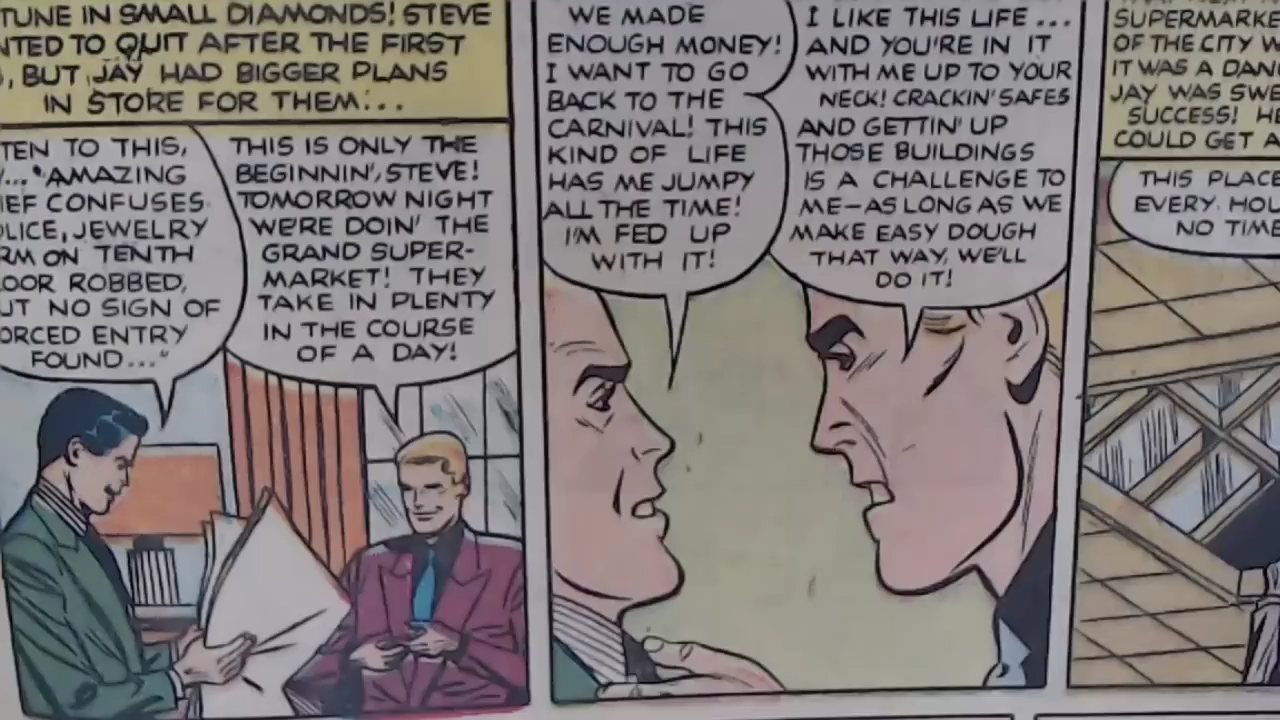 TUNE IN SMALL DIAMONDS! STEVE
NTED TO QUIT AFTER THE FIRST
, BUT JAY HAD BIGGER PLANS
IN STORE FOR THEM...
TEN TO THIS,
... "AMAZING
IEF CONFUSES
OLICE, JEWELRY
RM ON TENTH
LOOR ROBBED,
UT NO SIGN OF
ORCED ENTRY
FOUND..."
THIS IS ONLY THE
BEGINNIN', STEVE!
TOMORROW NIGHT
WE'RE DOIN' THE
GRAND SUPER-
MARKET! THEY
TAKE IN PLENTY
IN THE COURSE
OF A DAY!
WE MADE
ENOUGH MONEY!
I WANT TO GO
BACK TO THE
CARNIVAL! THIS
KIND OF LIFE
HAS ME JUMPY
ALL THE TIME!
I'M FED UP
WITH IT!
I LIKE THIS LIFE...
AND YOU'RE IN IT
WITH ME UP TO YOUR
NECK! CRACKIN' SAFES
AND GETTIN' UP
THOSE BUILDINGS
IS A CHALLENGE TO
ME—AS LONG AS WE
MAKE EASY DOUGH
THAT WAY, WE'LL
DO IT!
SUPERMARKE
OF THE CITY W
IT WAS A DAN
JAY WAS SWE
SUCCESS! HE
COULD GET A
THIS PLACE
EVERY HOU
NO TIME